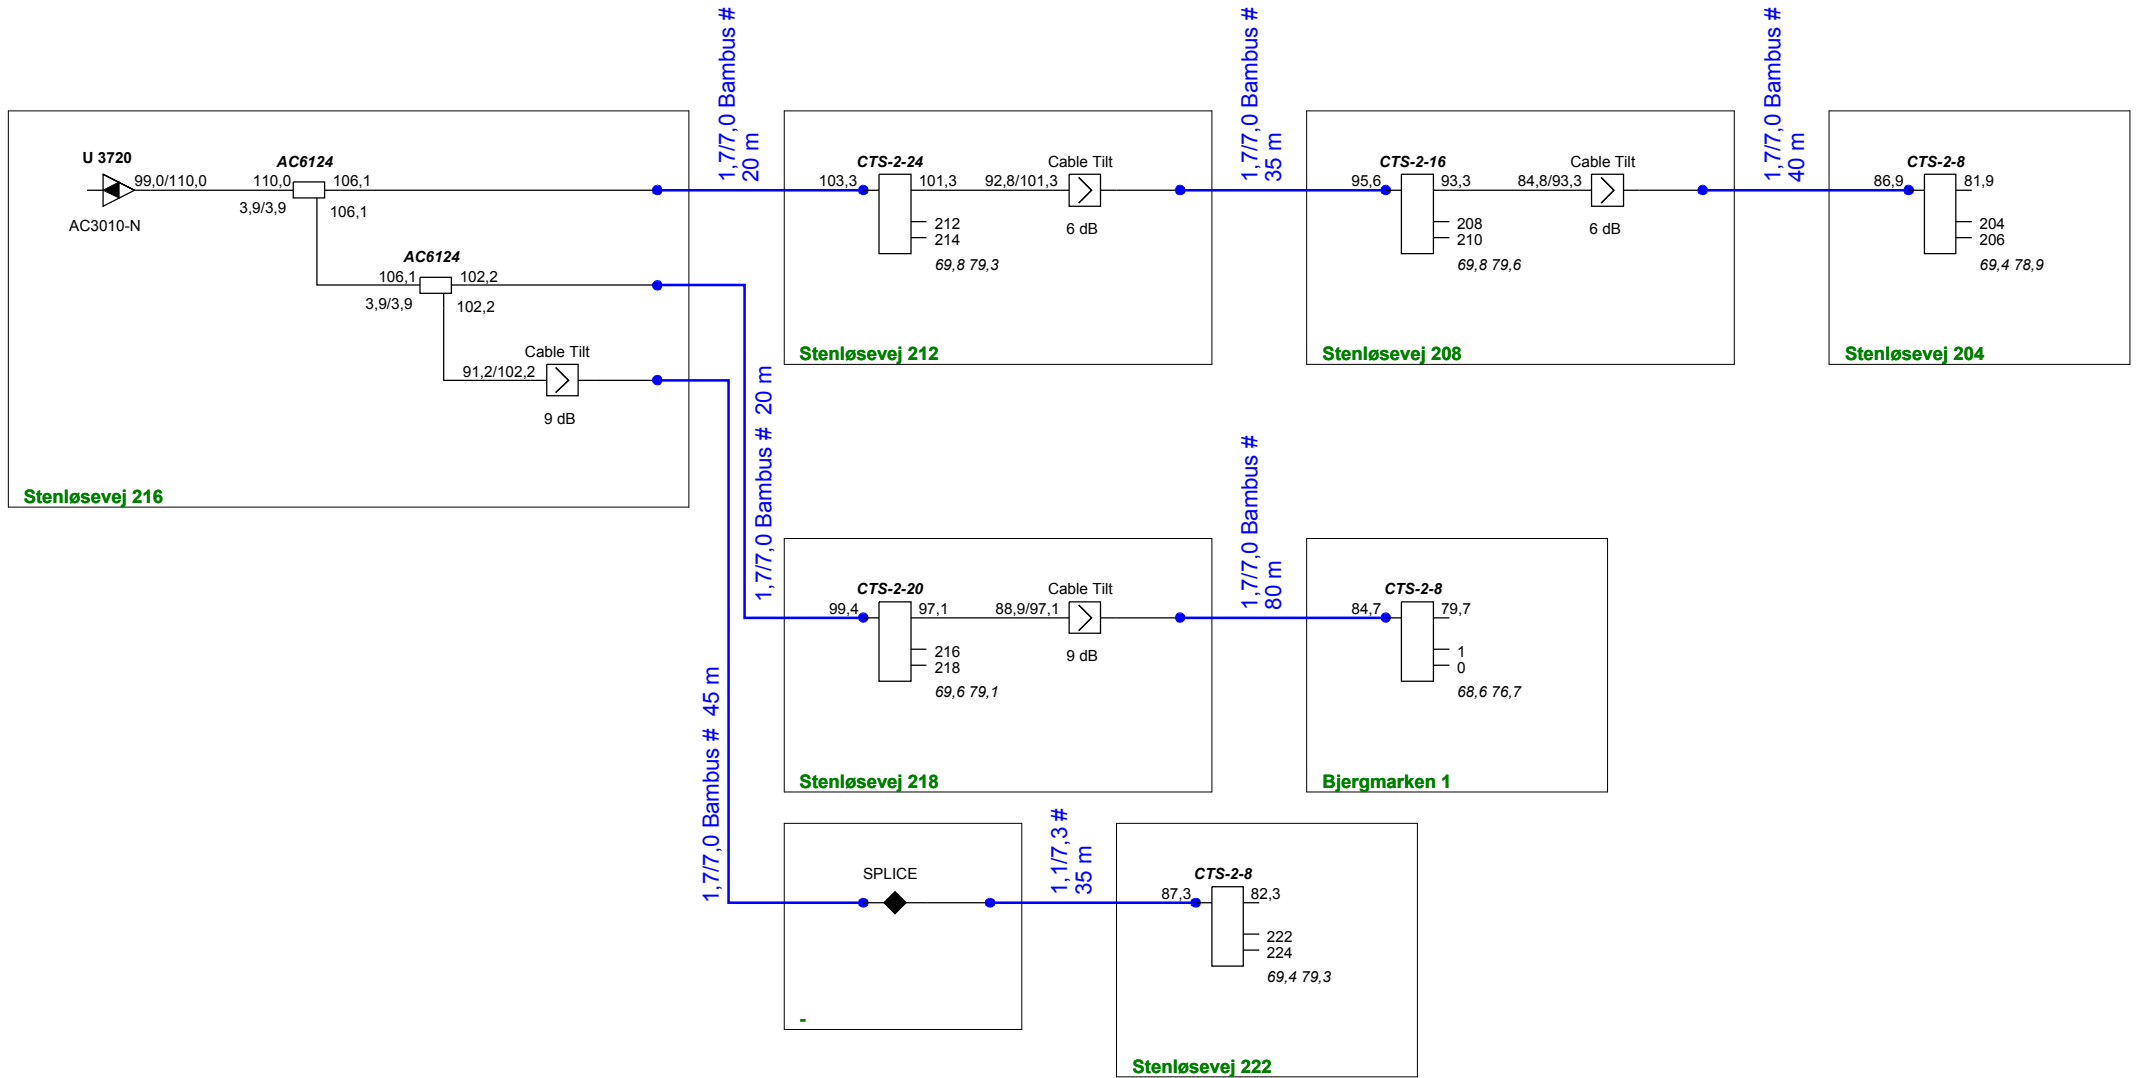 1,7/7,0 Bambus #
20 m
1,7/7,0 Bambus #
35 m
1,7/7,0 Bambus #
40 m
U 3720
99,0/110,0
AC3010-N
AC6124
110,0
106,1
3,9/3,9
106,1
AC6124
106,1
102,2
3,9/3,9
102,2
Cable Tilt
91,2/102,2
9 dB
Stenløsevej 216
CTS-2-24
103,3
101,3
212
214
69,8 79,3
Cable Tilt
92,8/101,3
6 dB
Stenløsevej 212
CTS-2-16
95,6
93,3
208
210
69,8 79,6
Cable Tilt
84,8/93,3
6 dB
Stenløsevej 208
CTS-2-8
86,9
81,9
204
206
69,4 78,9
Stenløsevej 204
1,7/7,0 Bambus # 20 m
1,7/7,0 Bambus #
80 m
CTS-2-20
99,4
97,1
216
218
69,6 79,1
Cable Tilt
88,9/97,1
9 dB
Stenløsevej 218
CTS-2-8
84,7
79,7
1
0
68,6 76,7
Bjergmarken 1
1,7/7,0 Bambus # 45 m
SPLICE
-
1,1/7,3 #
35 m
CTS-2-8
87,3
82,3
222
224
69,4 79,3
Stenløsevej 222